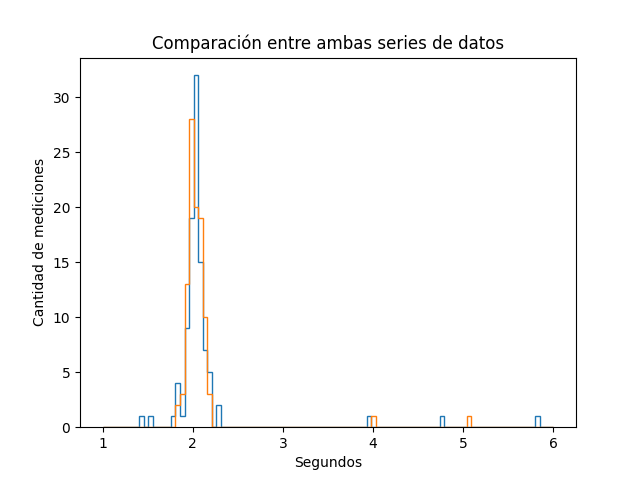 Comparación entre ambas series de datos
Cantidad de mediciones
30
25
20
15
10
5
0
1 2 3 4 5 6
Segundos